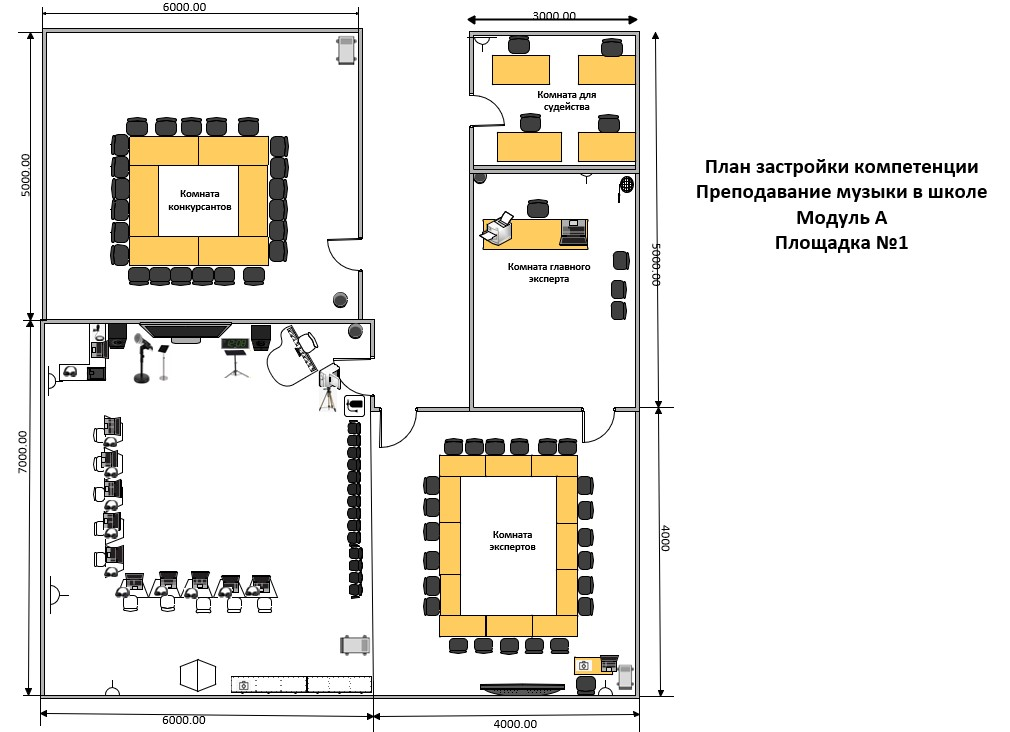 6000.00
3000.00
5000.00
Комната для
судейства
План застройки компетенции
Преподавание музыки в школе
Модуль А
Площадка №1
Комната
конкурсантов
Комната главного
эксперта
5000.00
7000.00
Комната
экспертов
4000
6000.00
4000.00